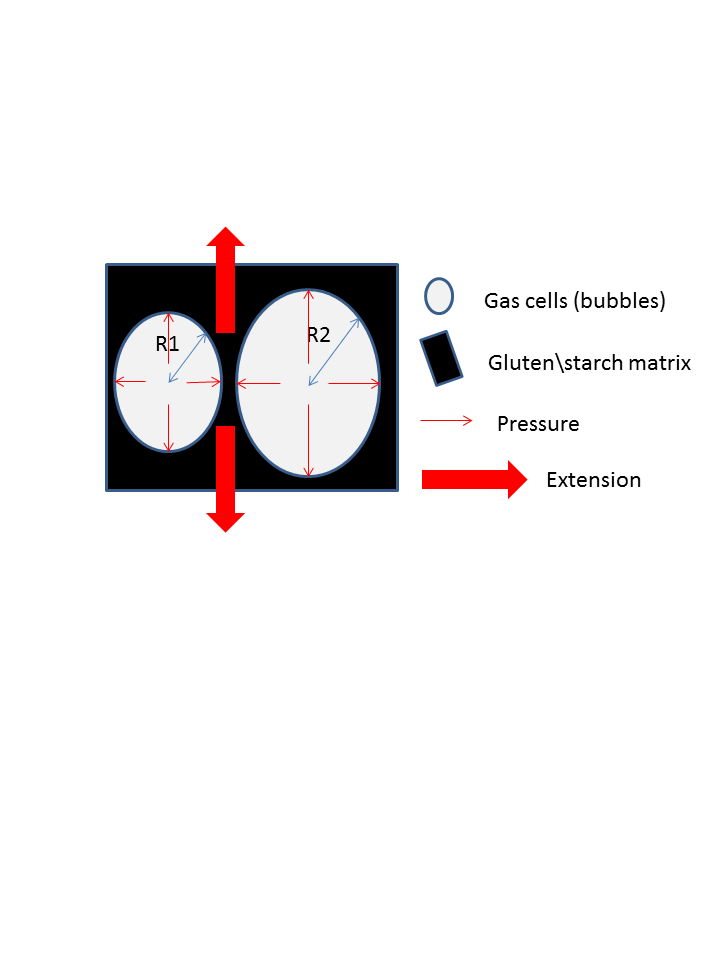 R1
R2
Gas cells (bubbles)
Gluten\starch matrix
Pressure
Extension